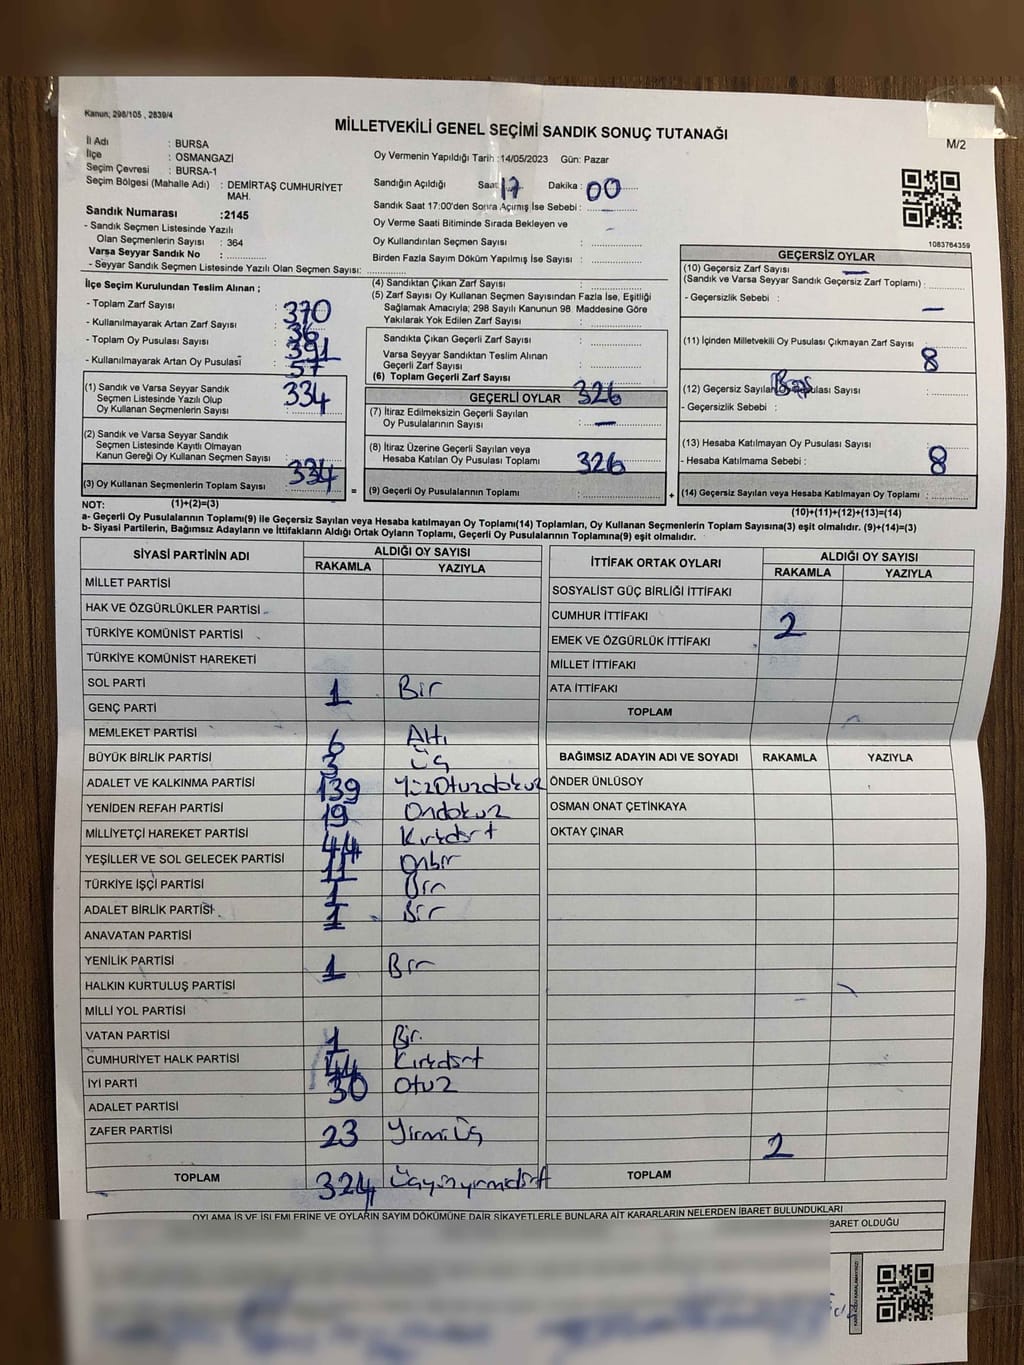 Kanun; 298/105 , 2839/4
MİLLETVEKİLİ GENEL SEÇİMİ SANDIK SONUÇ TUTANAĞI
M/2
İl Adı : BURSA
İlçe : OSMANGAZİ
Seçim Çevresi : BURSA-1
Seçim Bölgesi (Mahalle Adı) : DEMİRTAŞ CUMHURİYET
MAH.
Sandık Numarası :2145
- Sandık Seçmen Listesinde Yazılı
Olan Seçmenlerin Sayısı : 364
Varsa Seyyar Sandık No :
- Seyyar Sandık Seçmen Listesinde Yazılı Olan Seçmen Sayısı:
Oy Vermenin Yapıldığı Tarih :14/05/2023 Gün: Pazar
Sandığın Açıldığı Saat 17 Dakika : 00
Sandık Saat 17:00'den Sonra Açılmış İse Sebebi :
Oy Verme Saati Bitiminde Sırada Bekleyen ve
Oy Kullandırılan Seçmen Sayısı :
Birden Fazla Sayım Döküm Yapılmış İse Sayısı :
1083764359
İlçe Seçim Kurulundan Teslim Alınan ;
- Toplam Zarf Sayısı : 370
- Kullanılmayarak Artan Zarf Sayısı : 36
- Toplam Oy Pusulası Sayısı : 391
- Kullanılmayarak Artan Oy Pusulası : 57
(1) Sandık ve Varsa Seyyar Sandık
Seçmen Listesinde Yazılı Olup
Oy Kullanan Seçmenlerin Sayısı : 334
(2) Sandık ve Varsa Seyyar Sandık
Seçmen Listesinde Kayıtlı Olmayan
Kanun Gereği Oy Kullanan Seçmen Sayısı :
(3) Oy Kullanan Seçmenlerin Toplam Sayısı : 334
(4) Sandıktan Çıkan Zarf Sayısı :
(5) Zarf Sayısı Oy Kullanan Seçmen Sayısından Fazla İse, Eşitliği
Sağlamak Amacıyla; 298 Sayılı Kanunun 98 Maddesine Göre
Yakılarak Yok Edilen Zarf Sayısı :
Sandıkta Çıkan Geçerli Zarf Sayısı :
Varsa Seyyar Sandıktan Teslim Alınan
Geçerli Zarf Sayısı :
(6) Toplam Geçerli Zarf Sayısı :
GEÇERLİ OYLAR 326
(7) İtiraz Edilmeksizin Geçerli Sayılan
Oy Pusulalarının Sayısı : —
(8) İtiraz Üzerine Geçerli Sayılan veya
Hesaba Katılan Oy Pusulası Toplamı : 326
= (9) Geçerli Oy Pusulalarının Toplamı :
GEÇERSİZ OYLAR
(10) Geçersiz Zarf Sayısı —
(Sandık ve Varsa Seyyar Sandık Geçersiz Zarf Toplamı) :
- Geçersizlik Sebebi : —
(11) İçinden Milletvekili Oy Pusulası Çıkmayan Zarf Sayısı : 8
(12) Geçersiz Sayılan Oy Pusulası Sayısı : Boş
- Geçersizlik Sebebi :
(13) Hesaba Katılmayan Oy Pusulası Sayısı :
- Hesaba Katılmama Sebebi : 8
+ (14) Geçersiz Sayılan veya Hesaba Katılmayan Oy Toplamı :
NOT: (1)+(2)=(3)
(10)+(11)+(12)+(13)=(14)
a- Geçerli Oy Pusulalarının Toplamı(9) ile Geçersiz Sayılan veya Hesaba katılmayan Oy Toplamı(14) Toplamları, Oy Kullanan Seçmenlerin Toplam Sayısına(3) eşit olmalıdır. (9)+(14)=(3)
b- Siyasi Partilerin, Bağımsız Adayların ve İttifakların Aldığı Ortak Oyların Toplamı, Geçerli Oy Pusulalarının Toplamına(9) eşit olmalıdır.
SİYASİ PARTİNİN ADI ALDIĞI OY SAYISI
RAKAMLA YAZIYLA
MİLLET PARTİSİ
HAK VE ÖZGÜRLÜKLER PARTİSİ
TÜRKİYE KOMÜNİST PARTİSİ
TÜRKİYE KOMÜNİST HAREKETİ
SOL PARTİ 1 Bir
GENÇ PARTİ
MEMLEKET PARTİSİ 6 Altı
BÜYÜK BİRLİK PARTİSİ 3 Üç
ADALET VE KALKINMA PARTİSİ 139 Yüzotuzdokuz
YENİDEN REFAH PARTİSİ 19 Ondokuz
MİLLİYETÇİ HAREKET PARTİSİ 44 Kırkdört
YEŞİLLER VE SOL GELECEK PARTİSİ 11 Onbir
TÜRKİYE İŞÇİ PARTİSİ 1 Bir
ADALET BİRLİK PARTİSİ 1 Bir
ANAVATAN PARTİSİ
YENİLİK PARTİSİ 1 Bir
HALKIN KURTULUŞ PARTİSİ
MİLLİ YOL PARTİSİ
VATAN PARTİSİ 1 Bir.
CUMHURİYET HALK PARTİSİ 44 Kırkdört
İYİ PARTİ 30 Otuz
ADALET PARTİSİ
ZAFER PARTİSİ 23 Yirmi üç
TOPLAM 324 Üçyüzyirmidört
İTTİFAK ORTAK OYLARI ALDIĞI OY SAYISI
RAKAMLA YAZIYLA
SOSYALİST GÜÇ BİRLİĞİ İTTİFAKI
CUMHUR İTTİFAKI 2
EMEK VE ÖZGÜRLÜK İTTİFAKI
MİLLET İTTİFAKI
ATA İTTİFAKI
TOPLAM
BAĞIMSIZ ADAYIN ADI VE SOYADI RAKAMLA YAZIYLA
ÖNDER ÜNLÜSOY
OSMAN ONAT ÇETİNKAYA
OKTAY ÇINAR
2
TOPLAM
OYLAMA İŞ VE İŞLEMLERİNE VE OYLARIN SAYIM DÖKÜMÜNE DAİR ŞİKAYETLERLE BUNLARA AİT KARARLARIN NELERDEN İBARET BULUNDUKLARI
BARET OLDUĞU